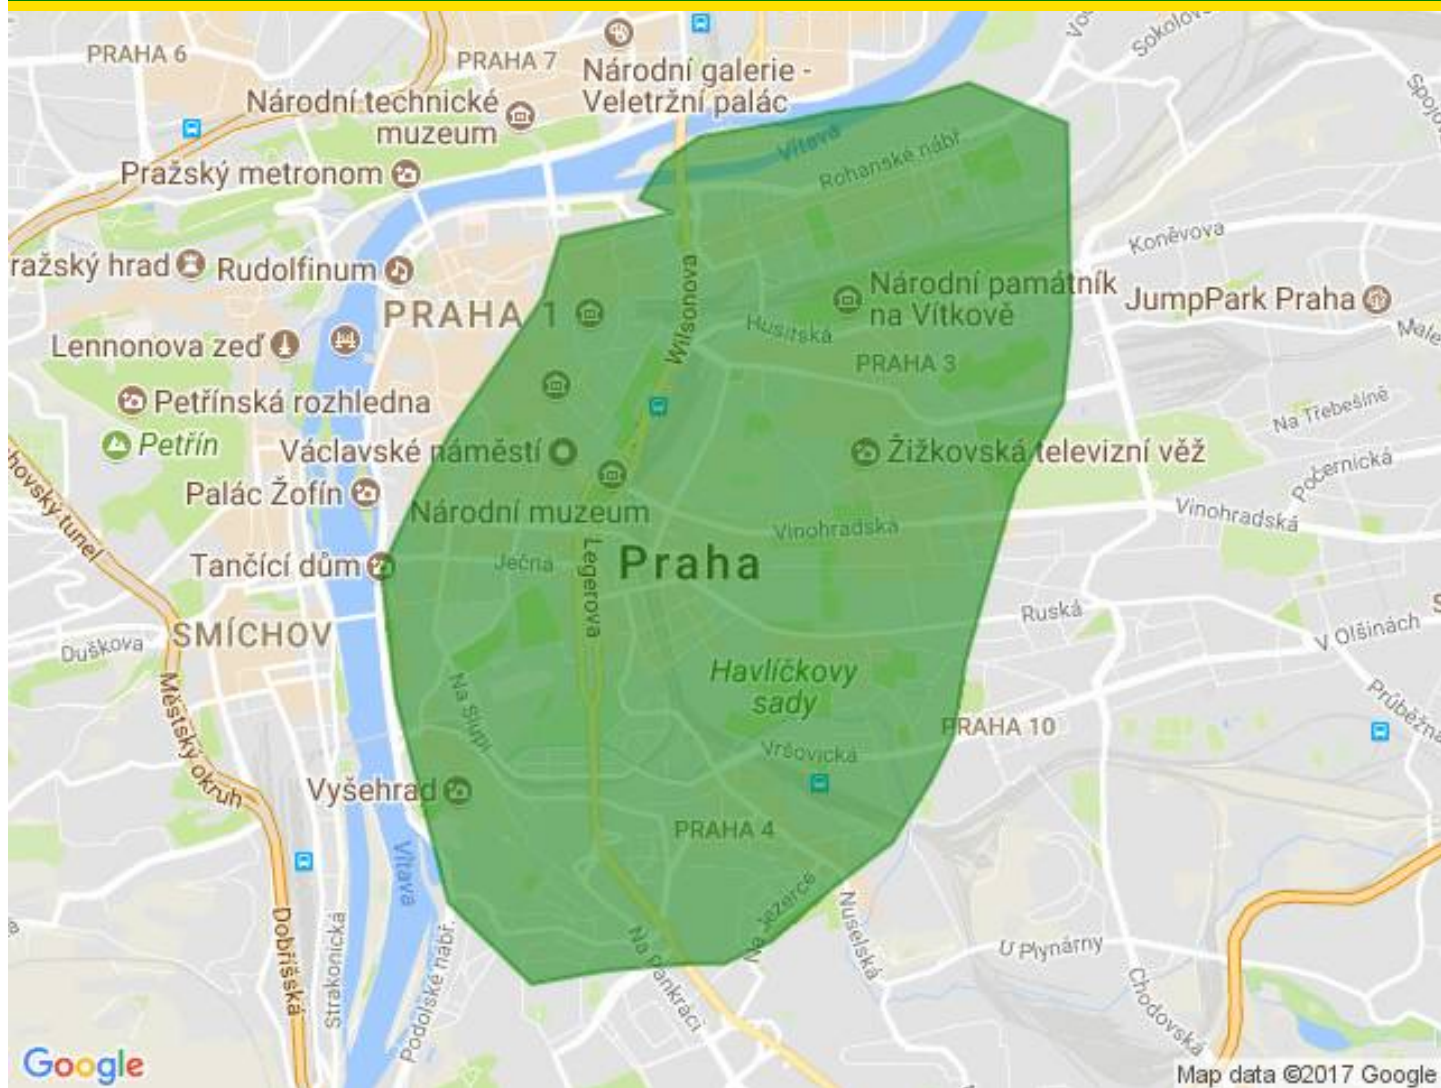 PRAHA 6
PRAHA 7
Národní galerie -
Veletržní palác
Národní technické
muzeum
Pražský metronom
Vltava
Rohanské nábř.
Koněvova
ražský hrad
Rudolfinum
PRAHA 1
Wilsonova
Národní památník
na Vítkově
JumpPark Praha
Husitská
Lennonova zeď
PRAHA 3
Petřínská rozhledna
Na Třebešíně
Petřín
Václavské náměstí
Žižkovská televizní věž
Počernická
hovský tunel
Palác Žofín
Národní muzeum
Vinohradská
Vinohradská
Tančící dům
Ječná
Legerova
Praha
Ruská
SMÍCHOV
Duškova
V Olšinách
Havlíčkovy
sady
Na Slupi
Městský okruh
PRAHA 10
Průběžná
Vršovická
Vyšehrad
PRAHA 4
Vltava
Jezerce
Nuselská
Dobříšská
Strakonická
Podolské nábř.
Na Pankráci
U Plynárny
Chodovská
Google
Map data ©2017 Google